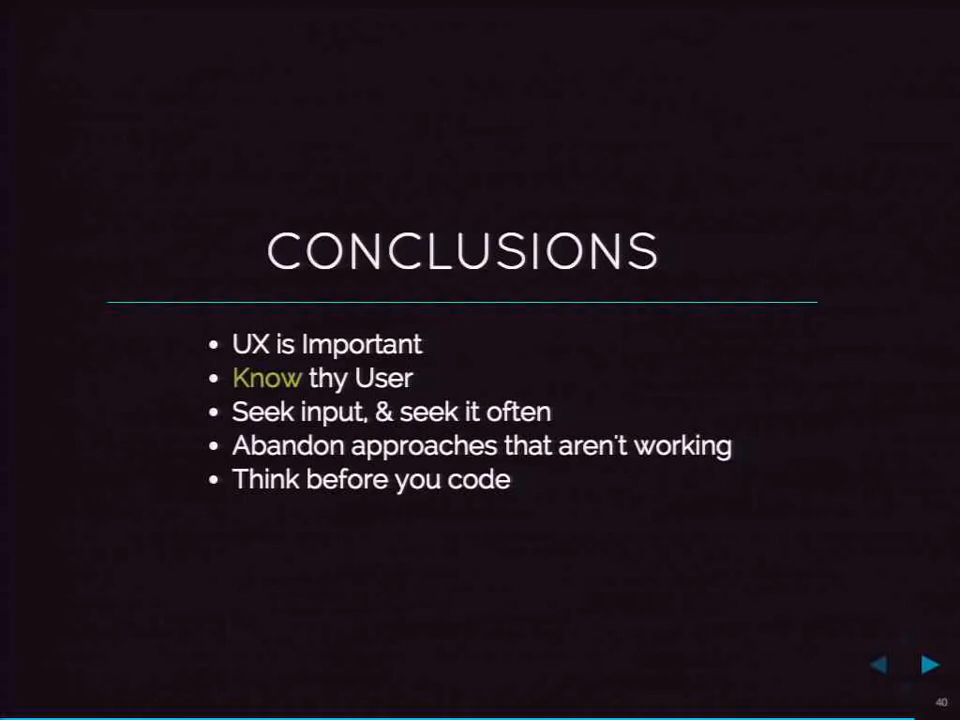 CONCLUSIONS
• UX is Important
• Know thy User
• Seek input, & seek it often
• Abandon approaches that aren't working
• Think before you code
40